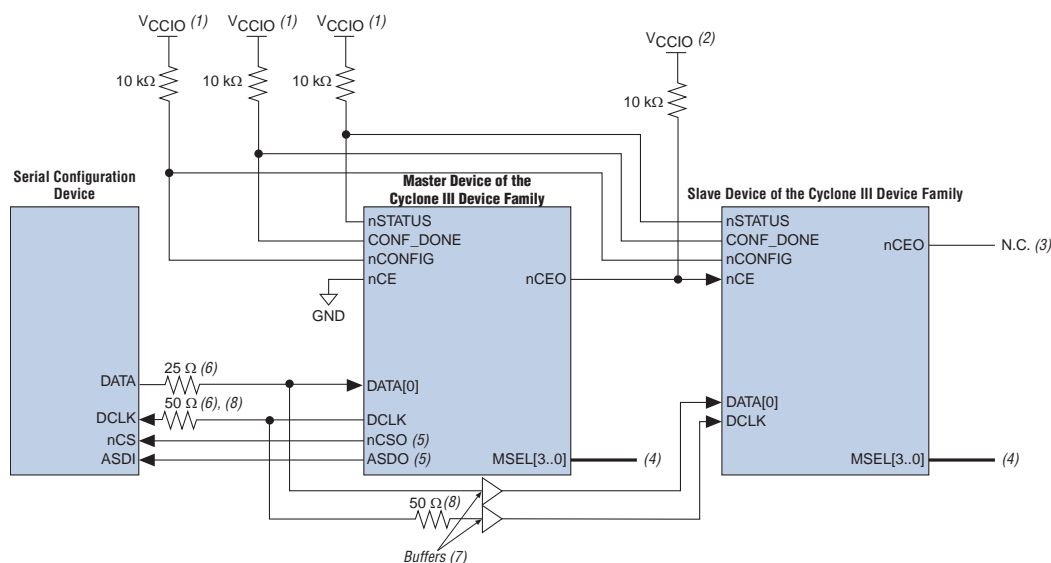 VCCIO (1)
VCCIO (1)
VCCIO (1)
VCCIO (2)
10 kΩ
10 kΩ
10 kΩ
10 kΩ
Serial Configuration
Device
Master Device of the
Cyclone III Device Family
Slave Device of the Cyclone III Device Family
nSTATUS
CONF_DONE
nCONFIG
nCE
nCEO
GND
nSTATUS
CONF_DONE
nCONFIG
nCE
nCEO
N.C. (3)
DATA
25 Ω (6)
DATA[0]
DCLK
50 Ω (6), (8)
DCLK
nCS
nCSO (5)
ASDI
ASDO (5)
MSEL[3..0]
(4)
DATA[0]
DCLK
MSEL[3..0]
(4)
50 Ω (8)
Buffers (7)